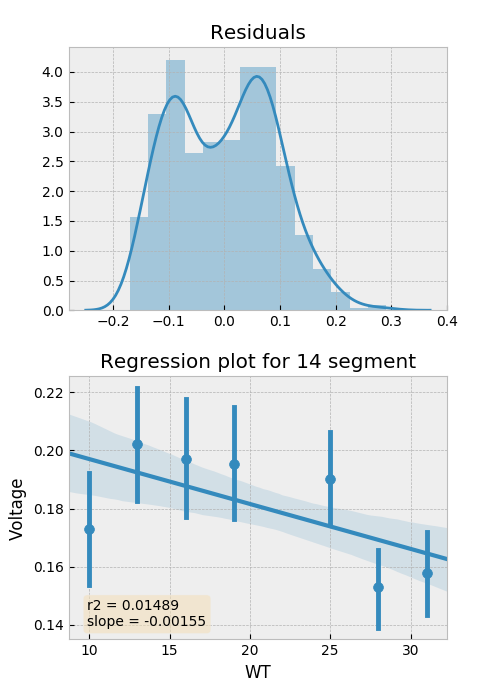 Residuals
4.0
3.5
3.0
2.5
2.0
1.5
1.0
0.5
0.0
−0.2 −0.1 0.0 0.1 0.2 0.3 0.4
Regression plot for 14 segment
0.22
0.20
0.18
0.16
0.14
Voltage
r2 = 0.01489
slope = -0.00155
10 15 20 25 30
WT